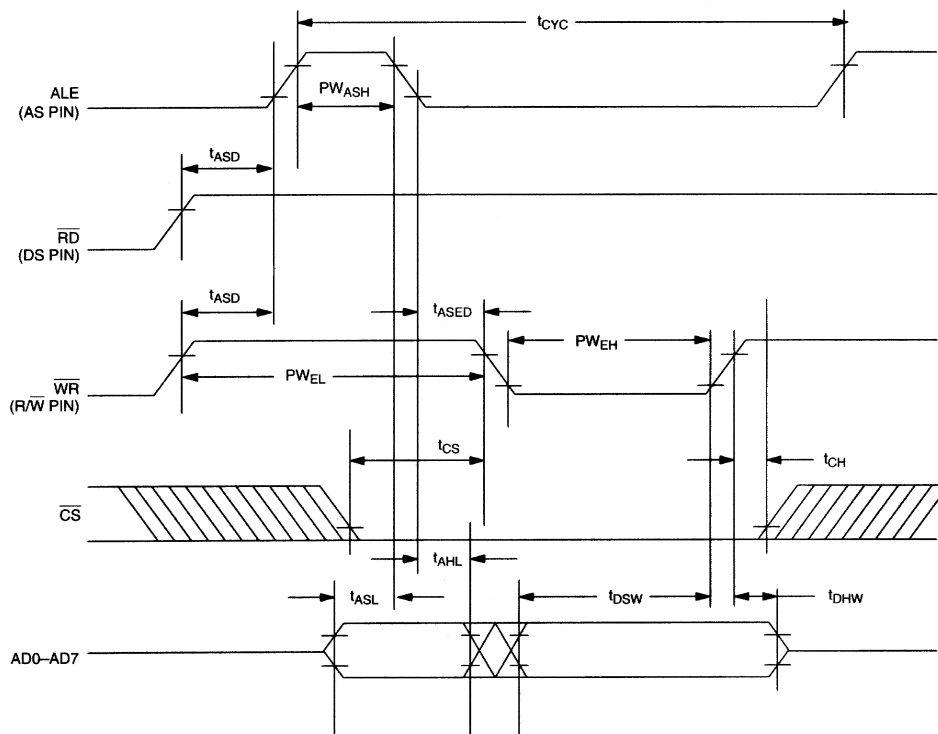 tCYC
ALE
(AS PIN)
PWASH
tASD
RD
(DS PIN)
tASD
tASED
PWEH
PWEL
WR
(R/W PIN)
tCS
tCH
CS
tAHL
tASL
tDSW
tDHW
AD0–AD7